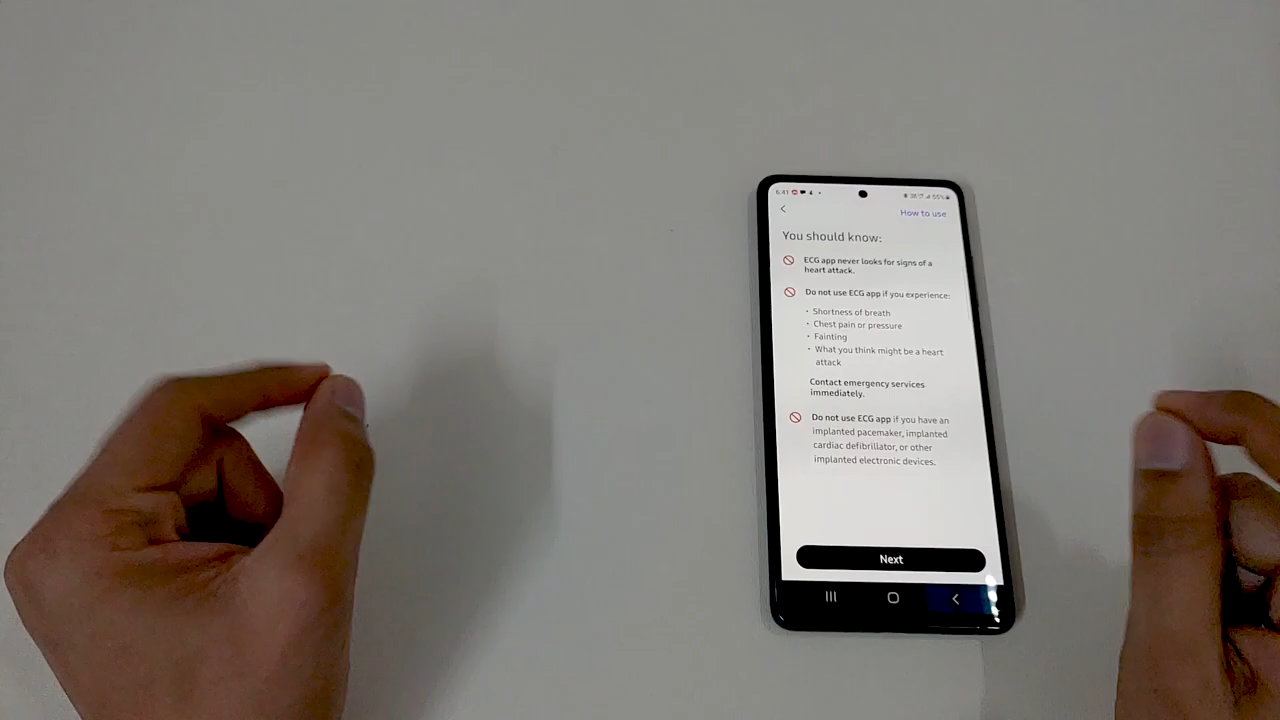 6:41
55%
How to use
You should know:
ECG app never looks for signs of a
heart attack.
Do not use ECG app if you experience:
• Shortness of breath
• Chest pain or pressure
• Fainting
• What you think might be a heart
attack
Contact emergency services
immediately.
Do not use ECG app if you have an
implanted pacemaker, implanted
cardiac defibrillator, or other
implanted electronic devices.
Next